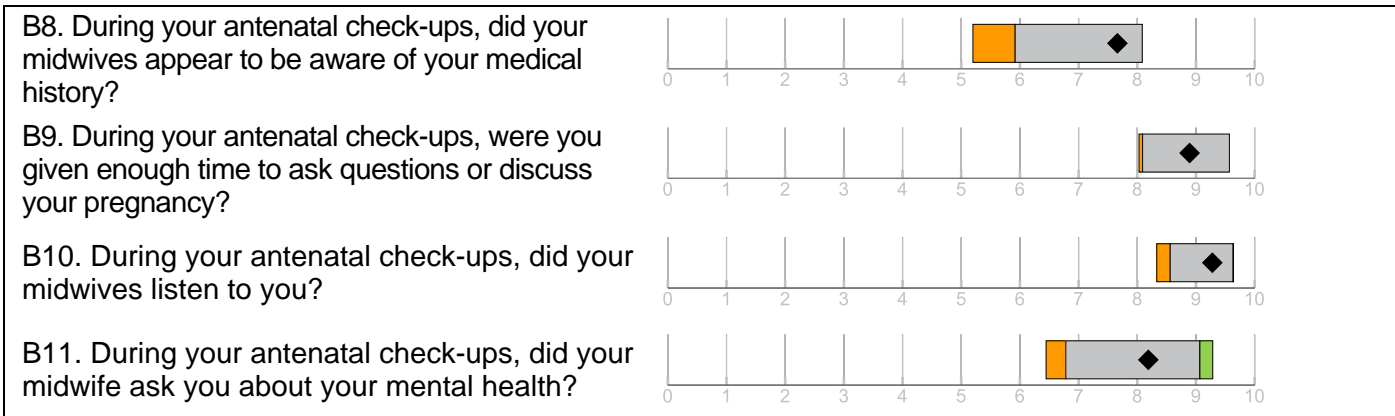 B8. During your antenatal check-ups, did your
midwives appear to be aware of your medical
history?
0 1 2 3 4 5 6 7 8 9 10
B9. During your antenatal check-ups, were you
given enough time to ask questions or discuss
your pregnancy?
0 1 2 3 4 5 6 7 8 9 10
B10. During your antenatal check-ups, did your
midwives listen to you?
0 1 2 3 4 5 6 7 8 9 10
B11. During your antenatal check-ups, did your
midwife ask you about your mental health?
0 1 2 3 4 5 6 7 8 9 10